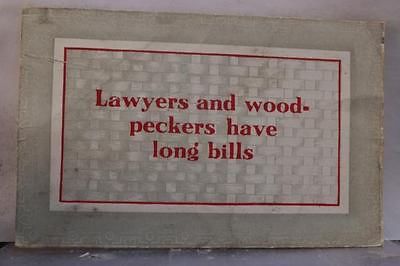 Lawyers and wood-
peckers have
long bills